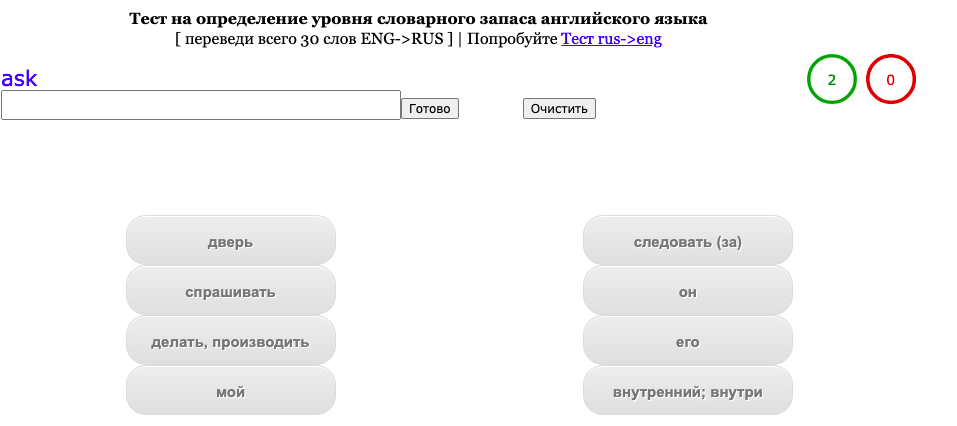 Тест на определение уровня словарного запаса английского языка
[ переведи всего 30 слов ENG->RUS ] | Попробуйте Тест rus->eng
ask
2 0
Готово Очистить
дверь следовать (за)
спрашивать он
делать, производить его
мой внутренний; внутри